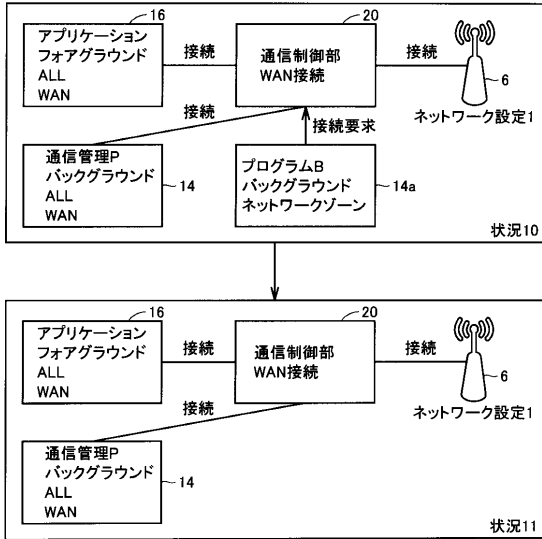 16
アプリケーション
フォアグラウンド
ALL
WAN
接続
20
通信制御部
WAN接続
接続
6
ネットワーク設定1
接続
接続要求
通信管理P
バックグラウンド
ALL
WAN
14
プログラムB
バックグラウンド
ネットワークゾーン
14a
状況10
16
アプリケーション
フォアグラウンド
ALL
WAN
接続
20
通信制御部
WAN接続
接続
6
ネットワーク設定1
接続
通信管理P
バックグラウンド
ALL
WAN
14
状況11